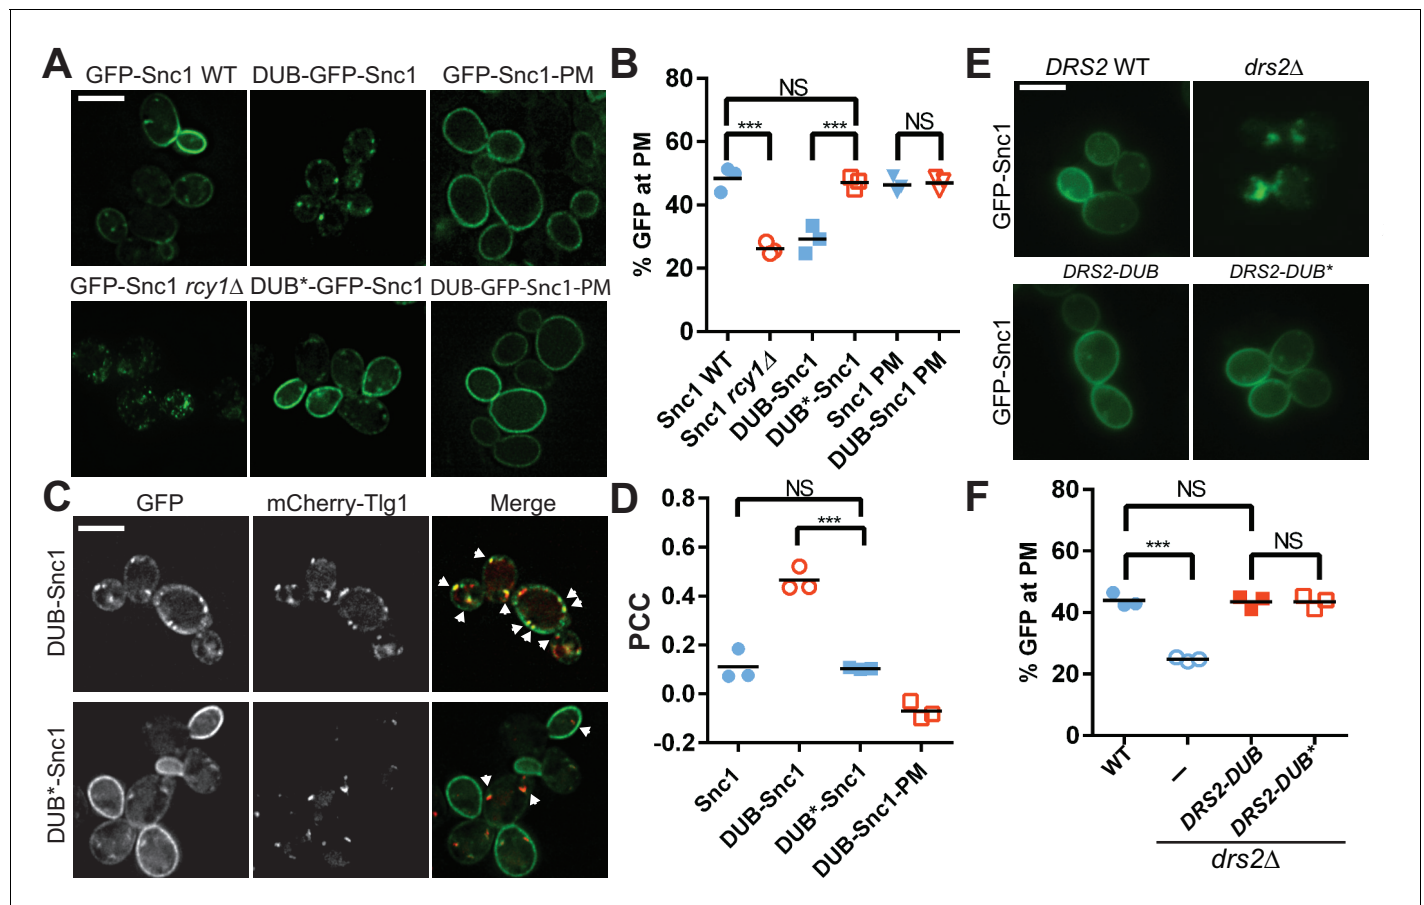 A
GFP-Snc1 WT
DUB-GFP-Snc1
GFP-Snc1-PM
GFP-Snc1 rcy1Δ
DUB*-GFP-Snc1
DUB-GFP-Snc1-PM
B
% GFP at PM
80
60
40
20
0
NS
***
***
NS
Snc1 WT
Snc1 rcy1Δ
DUB-Snc1
DUB*-Snc1
Snc1 PM
DUB-Snc1 PM
C
GFP
mCherry-Tlg1
Merge
DUB-Snc1
DUB*-Snc1
D
PCC
0.8
0.6
0.4
0.2
0.0
-0.2
NS
***
Snc1
DUB-Snc1
DUB*-Snc1
DUB-Snc1-PM
E
DRS2 WT
drs2Δ
GFP-Snc1
DRS2-DUB
DRS2-DUB*
GFP-Snc1
F
% GFP at PM
80
60
40
20
0
NS
***
NS
WT
–
DRS2-DUB
DRS2-DUB*
drs2Δ